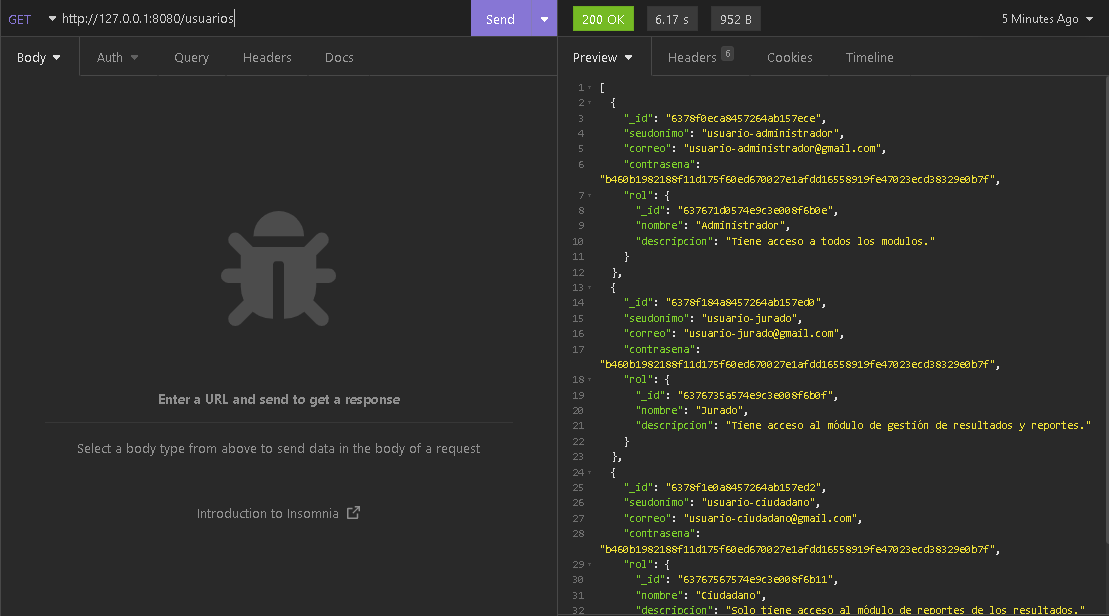 GET http://127.0.0.1:8080/usuarios Send 200 OK 6.17 s 952 B 5 Minutes Ago
Body Auth Query Headers Docs
Preview Headers 6 Cookies Timeline
Enter a URL and send to get a response
Select a body type from above to send data in the body of a request
Introduction to Insomnia
1 [
2 {
3 "_id": "6378f0eca8457264ab157ece",
4 "seudonimo": "usuario-administrador",
5 "correo": "usuario-administrador@gmail.com",
6 "contrasena":
"b460b1982188f11d175f60ed670027e1afdd16558919fe47023ecd38329e0b7f",
7 "rol": {
8 "_id": "637671d0574e9c3e008f6b0e",
9 "nombre": "Administrador",
10 "descripcion": "Tiene acceso a todos los modulos."
11 }
12 },
13 {
14 "_id": "6378f184a8457264ab157ed0",
15 "seudonimo": "usuario-jurado",
16 "correo": "usuario-jurado@gmail.com",
17 "contrasena":
"b460b1982188f11d175f60ed670027e1afdd16558919fe47023ecd38329e0b7f",
18 "rol": {
19 "_id": "6376735a574e9c3e008f6b0f",
20 "nombre": "Jurado",
21 "descripcion": "Tiene acceso al módulo de gestión de resultados y reportes."
22 }
23 },
24 {
25 "_id": "6378f1e0a8457264ab157ed2",
26 "seudonimo": "usuario-ciudadano",
27 "correo": "usuario-ciudadano@gmail.com",
28 "contrasena":
"b460b1982188f11d175f60ed670027e1afdd16558919fe47023ecd38329e0b7f",
29 "rol": {
30 "_id": "63767567574e9c3e008f6b11",
31 "nombre": "Ciudadano",
32 "descripcion": "Solo tiene acceso al módulo de reportes de los resultados."